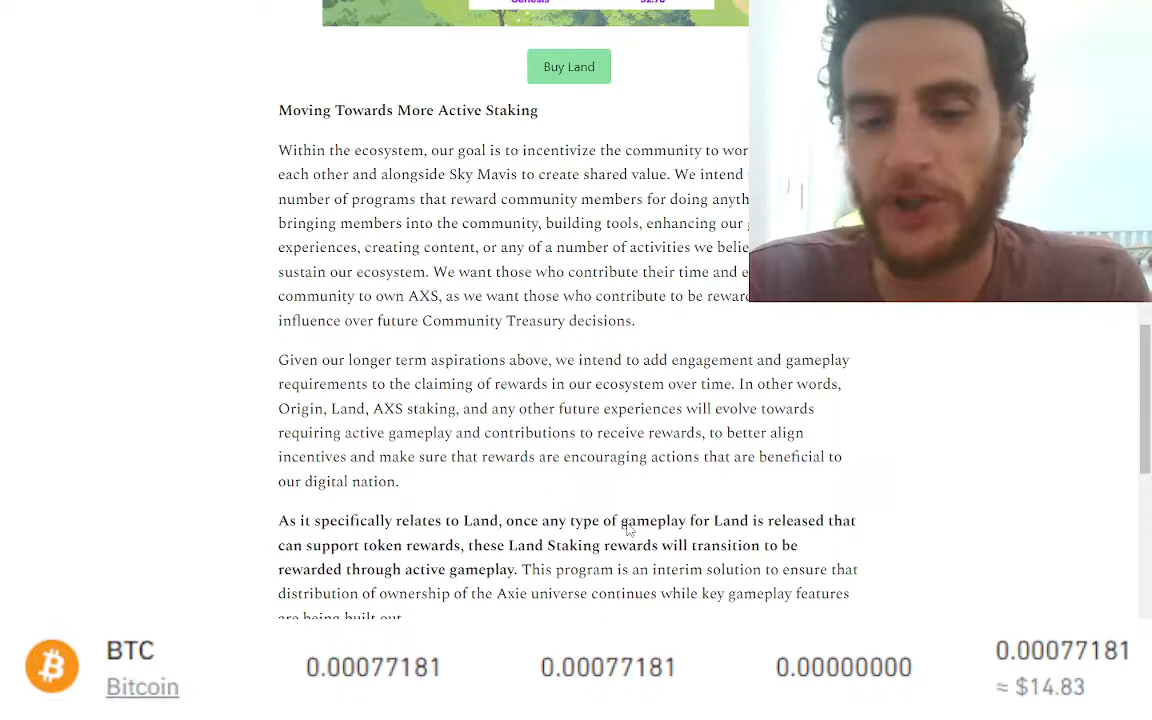 Genesis
Buy Land
Moving Towards More Active Staking
Within the ecosystem, our goal is to incentivize the community to
each other and alongside Sky Mavis to create shared value. We intend
number of programs that reward community members for doing
bringing members into the community, building tools, enhancing our
experiences, creating content, or any of a number of activities we
sustain our ecosystem. We want those who contribute their time and
community to own AXS, as we want those who contribute to be
influence over future Community Treasury decisions.
Given our longer term aspirations above, we intend to add engagement and gameplay
requirements to the claiming of rewards in our ecosystem over time. In other words,
Origin, Land, AXS staking, and any other future experiences will evolve towards
requiring active gameplay and contributions to receive rewards, to better align
incentives and make sure that rewards are encouraging actions that are beneficial to
our digital nation.
As it specifically relates to Land, once any type of gameplay for Land is released that
can support token rewards, these Land Staking rewards will transition to be
rewarded through active gameplay. This program is an interim solution to ensure that
distribution of ownership of the Axie universe continues while key gameplay features
are being built out.
BTC
Bitcoin
0.00077181 0.00077181 0.00000000 0.00077181
≈ $14.83